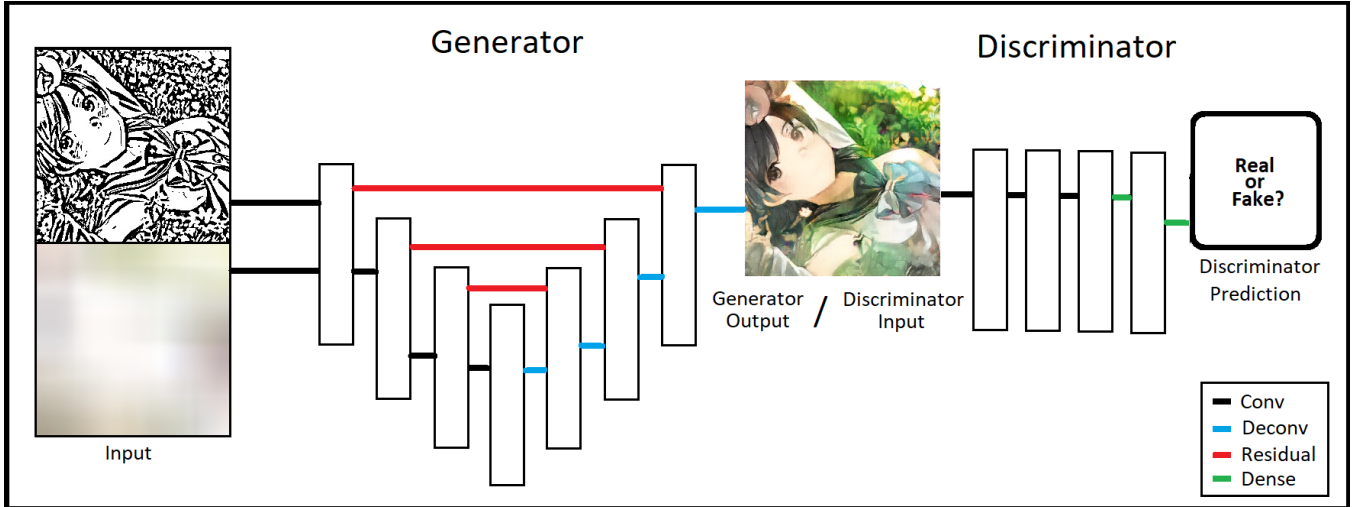 Generator
Discriminator
Input
Generator
Output
/
Discriminator
Input
Real
or
Fake?
Discriminator
Prediction
Conv
Deconv
Residual
Dense